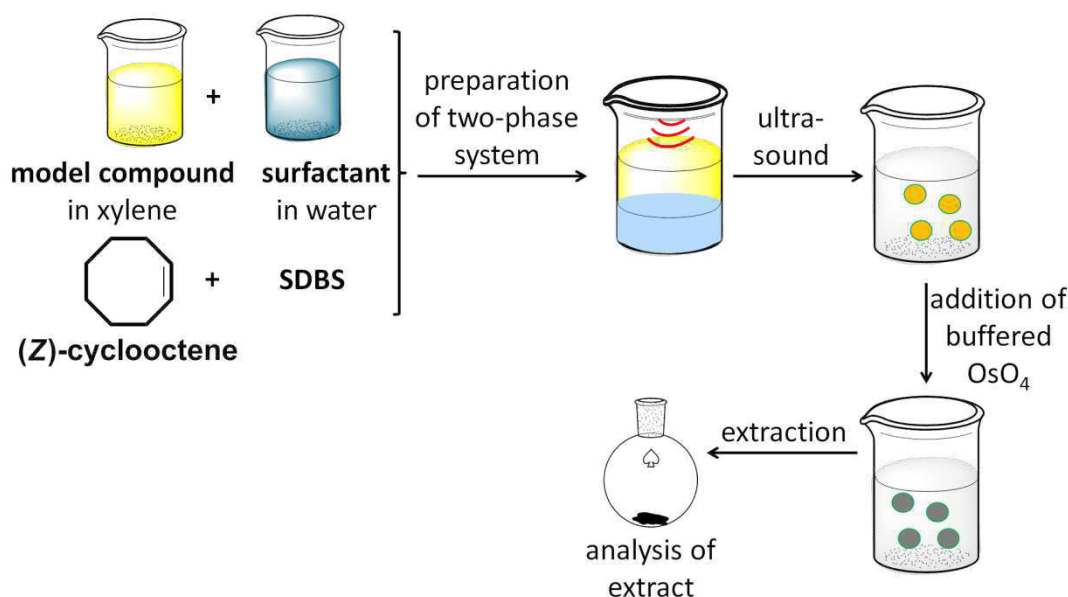 +
model compound
in xylene
surfactant
in water
+
SDBS
(Z)-cyclooctene
preparation
of two-phase
system
ultra-
sound
addition of
buffered
OsO₄
extraction
analysis of
extract